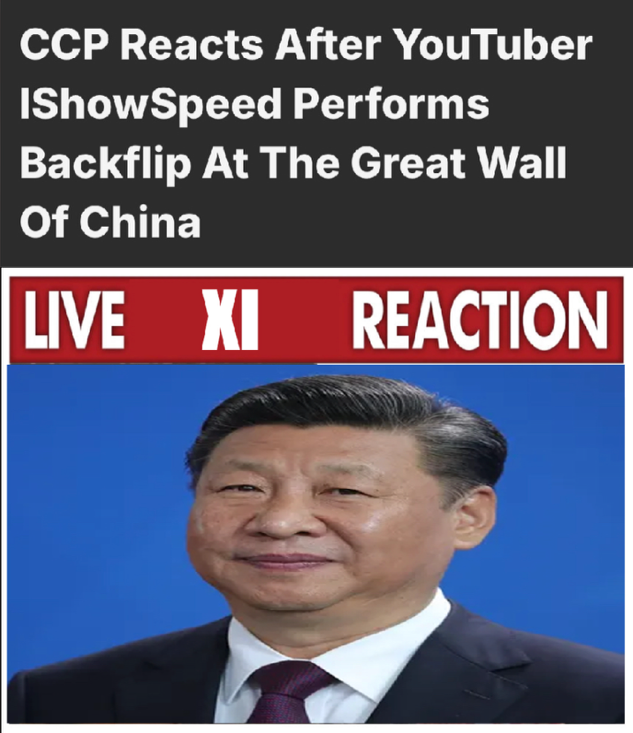 CCP Reacts After YouTuber
IShowSpeed Performs
Backflip At The Great Wall
Of China
LIVE XI REACTION